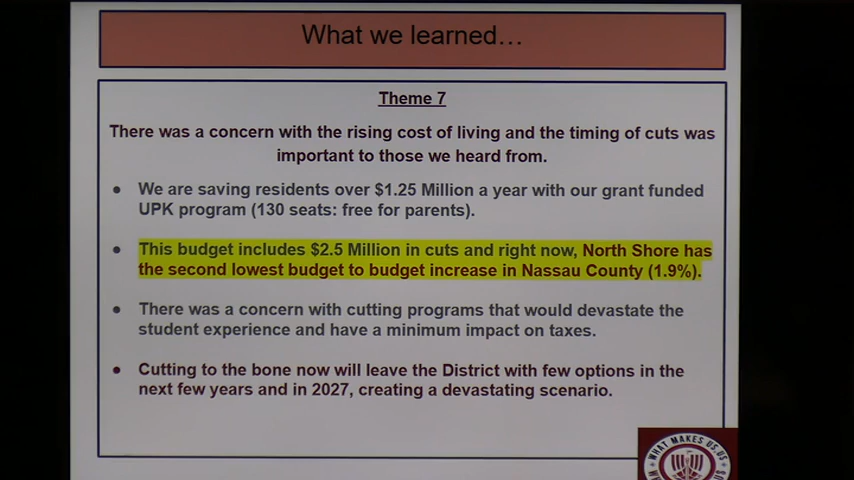 What we learned...
Theme 7
There was a concern with the rising cost of living and the timing of cuts was
important to those we heard from.
● We are saving residents over $1.25 Million a year with our grant funded
UPK program (130 seats: free for parents).
● This budget includes $2.5 Million in cuts and right now, North Shore has
the second lowest budget to budget increase in Nassau County (1.9%).
● There was a concern with cutting programs that would devastate the
student experience and have a minimum impact on taxes.
● Cutting to the bone now will leave the District with few options in the
next few years and in 2027, creating a devastating scenario.
WHAT MAKES US, US